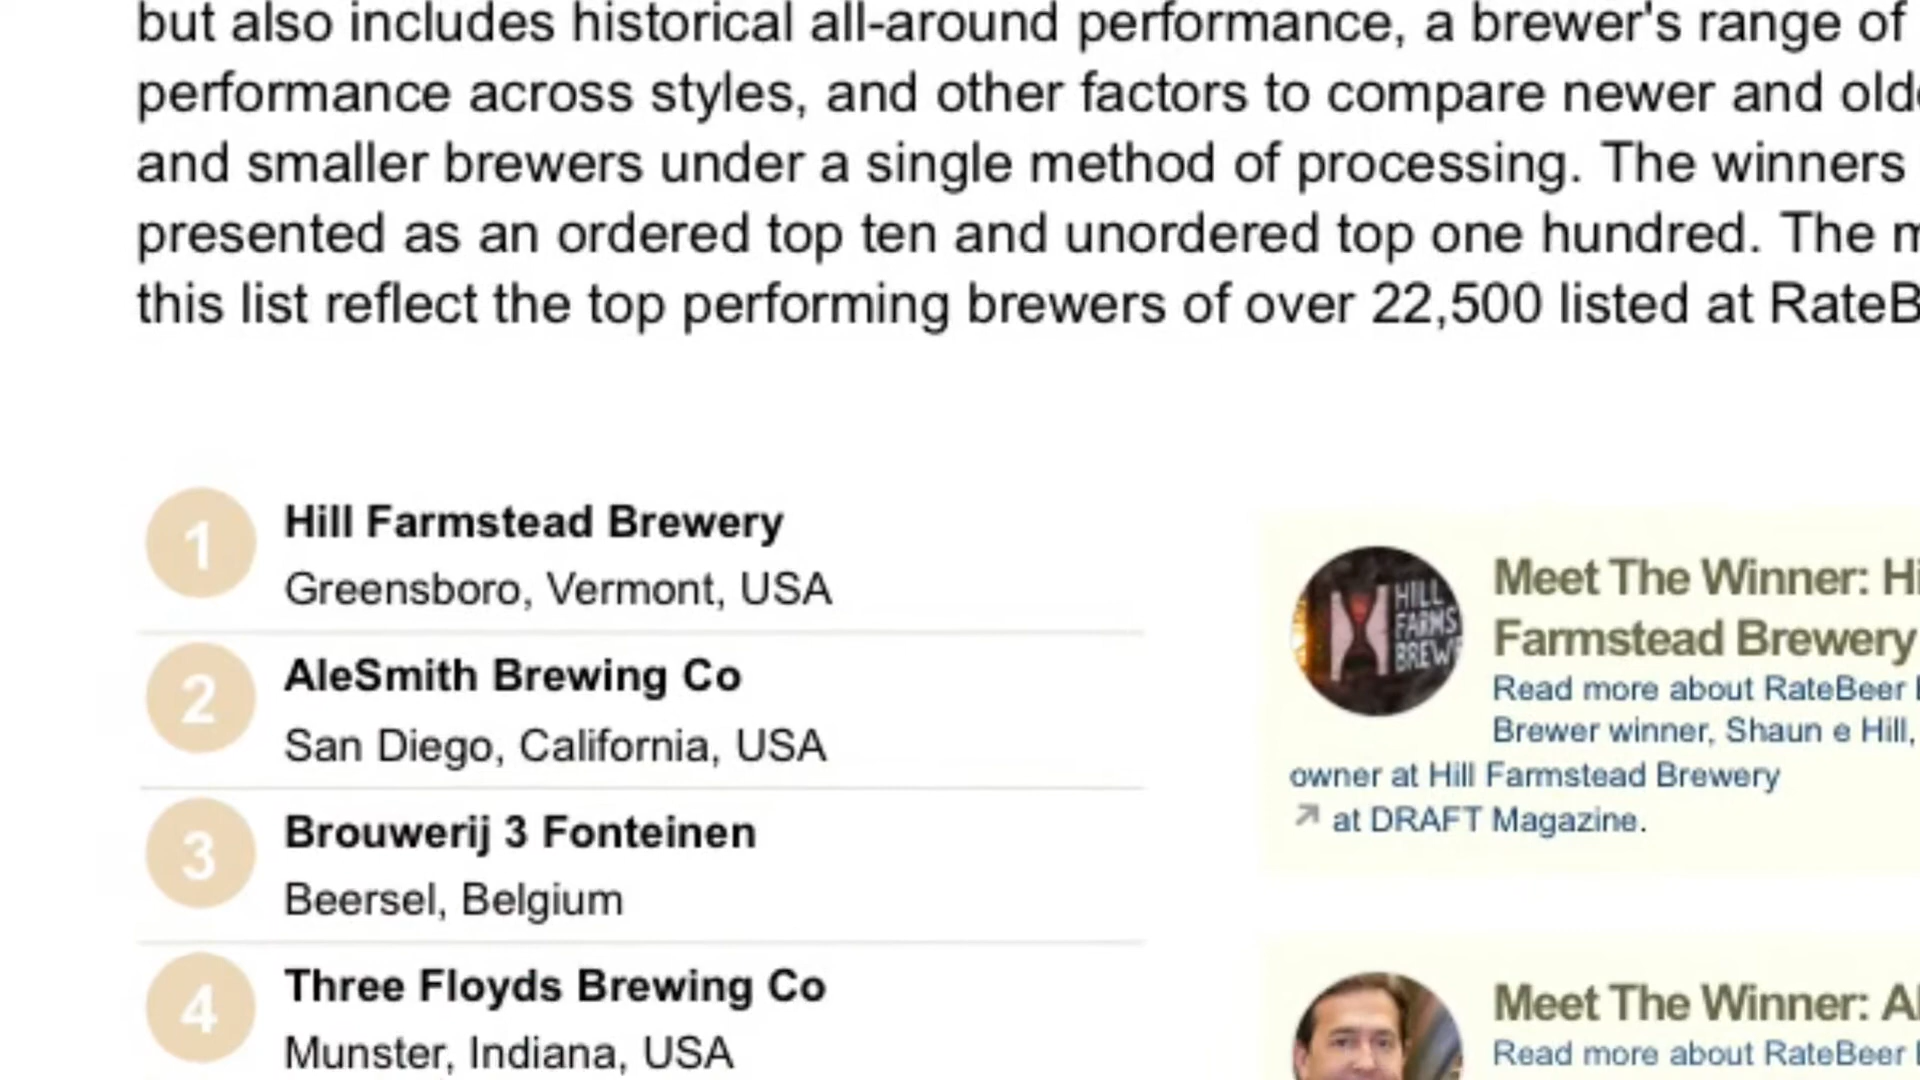 but also includes historical all-around performance, a brewer's range of
performance across styles, and other factors to compare newer and
and smaller brewers under a single method of processing. The winners
presented as an ordered top ten and unordered top one hundred. The
this list reflect the top performing brewers of over 22,500 listed at RateB
1
Hill Farmstead Brewery
Greensboro, Vermont, USA
2
AleSmith Brewing Co
San Diego, California, USA
3
Brouwerij 3 Fonteinen
Beersel, Belgium
4
Three Floyds Brewing Co
Munster, Indiana, USA
HILL
FARMS
BREW
Meet The Winner: Hi
Farmstead Brewery
Read more about RateBeer
Brewer winner, Shaun e Hill,
owner at Hill Farmstead Brewery
at DRAFT Magazine.
Meet The Winner: Al
Read more about RateBeer